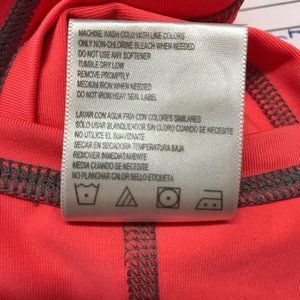 MACHINE WASH COLD WITH LIKE COLORS
ONLY NON-CHLORINE BLEACH WHEN NEEDED
DO NOT USE ANY SOFTENER
TUMBLE DRY LOW
REMOVE PROMPTLY
MEDIUM IRON WHEN NEEDED
DO NOT IRON HEAT SEAL LABEL
LAVAR CON AGUA FRIA CON COLORES SIMILARES
SÓLO USAR BLANQUEADOR SIN CLORO CUANDO SE NECESITE
NO UTILICE EL SUAVIZANTE
SECAR EN SECADORA TEMPERATURA BAJA
REMOVER INMEDIATAMENTE
PLANCHA MEDIA CUANDO SE NECESITE
NO PLANCHAR CALOR SELLO ETIQUETA